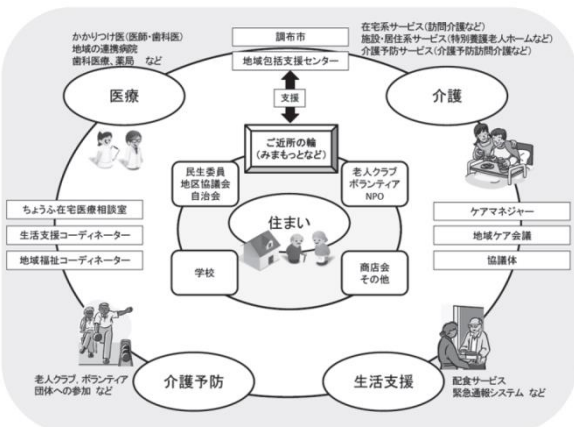 かかりつけ医(医師・歯科医)
地域の連携病院
歯科医療、薬局 など
医療
調布市
地域包括支援センター
支援
在宅系サービス(訪問介護など)
施設・居住系サービス(特別養護老人ホームなど)
介護予防サービス(介護予防訪問介護など)
介護
ご近所の輪
(みまもっとなど)
民生委員
地区協議会
自治会
老人クラブ
ボランティア
NPO
住まい
学校
商店会
その他
ちょうふ在宅医療相談室
生活支援コーディネーター
地域福祉コーディネーター
ケアマネジャー
地域ケア会議
協議体
老人クラブ、ボランティア
団体への参加 など
介護予防
生活支援
配食サービス
緊急通報システム など